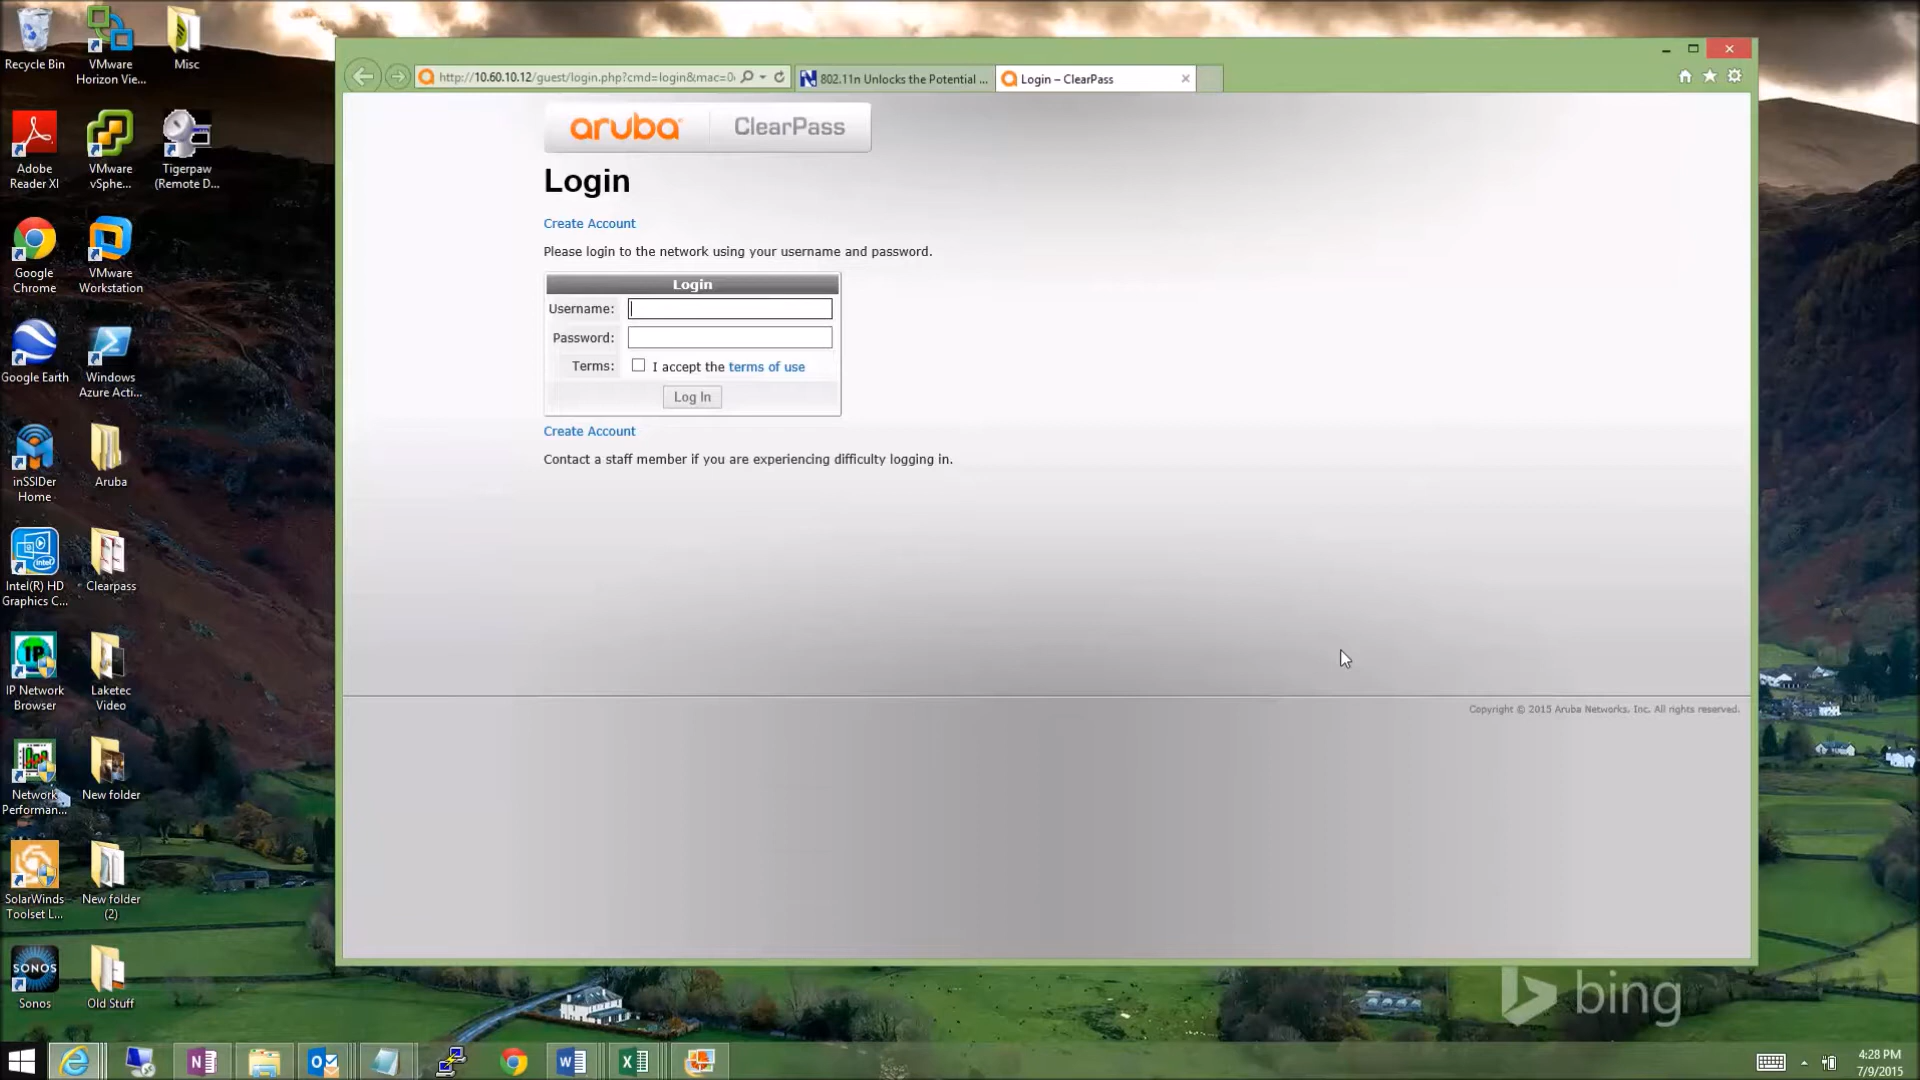 Recycle Bin
VMware
Horizon Vie...
Misc
Adobe
Reader XI
VMware
vSphe...
Tigerpaw
(Remote D...
Google
Chrome
VMware
Workstation
Google Earth
Windows
Azure Acti...
inSSIDer
Home
Aruba
Intel(R) HD
Graphics C...
Clearpass
IP Network
Browser
Laketec
Video
Network
Performan...
New folder
SolarWinds
Toolset L...
New folder
(2)
SONOS
Sonos
Old Stuff
http://10.60.10.12/guest/login.php?cmd=login&mac=0
802.11n Unlocks the Potential ...
Login – ClearPass
aruba ClearPass
Login
Create Account
Please login to the network using your username and password.
Login
Username:
Password:
Terms: I accept the terms of use
Log In
Create Account
Contact a staff member if you are experiencing difficulty logging in.
Copyright © 2015 Aruba Networks, Inc. All rights reserved.
bing
4:28 PM
7/9/2015